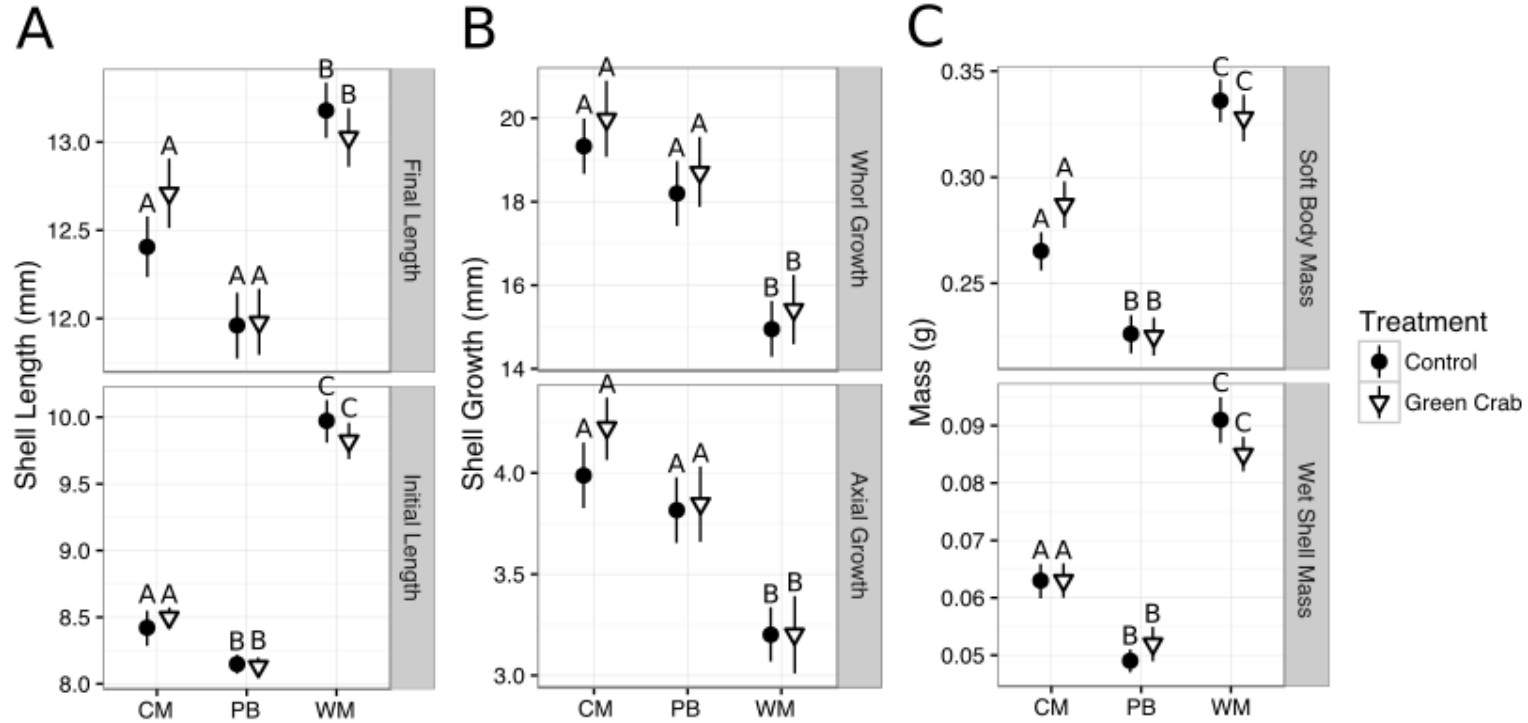 A
B
C
Shell Length (mm)
13.0
12.5
12.0
B
B
A
A
A A
Final Length
10.0
9.5
9.0
8.5
8.0
C
C
A A
B B
Initial Length
CM PB WM
Shell Growth (mm)
20
18
16
14
A
A
A
A
B
B
Whorl Growth
4.0
3.5
3.0
A
A
A
A
B
B
Axial Growth
CM PB WM
Mass (g)
0.35
0.30
0.25
C
C
A
A
B B
Soft Body Mass
0.09
0.08
0.07
0.06
0.05
C
C
A A
B
B
Wet Shell Mass
CM PB WM
Treatment
Control
Green Crab